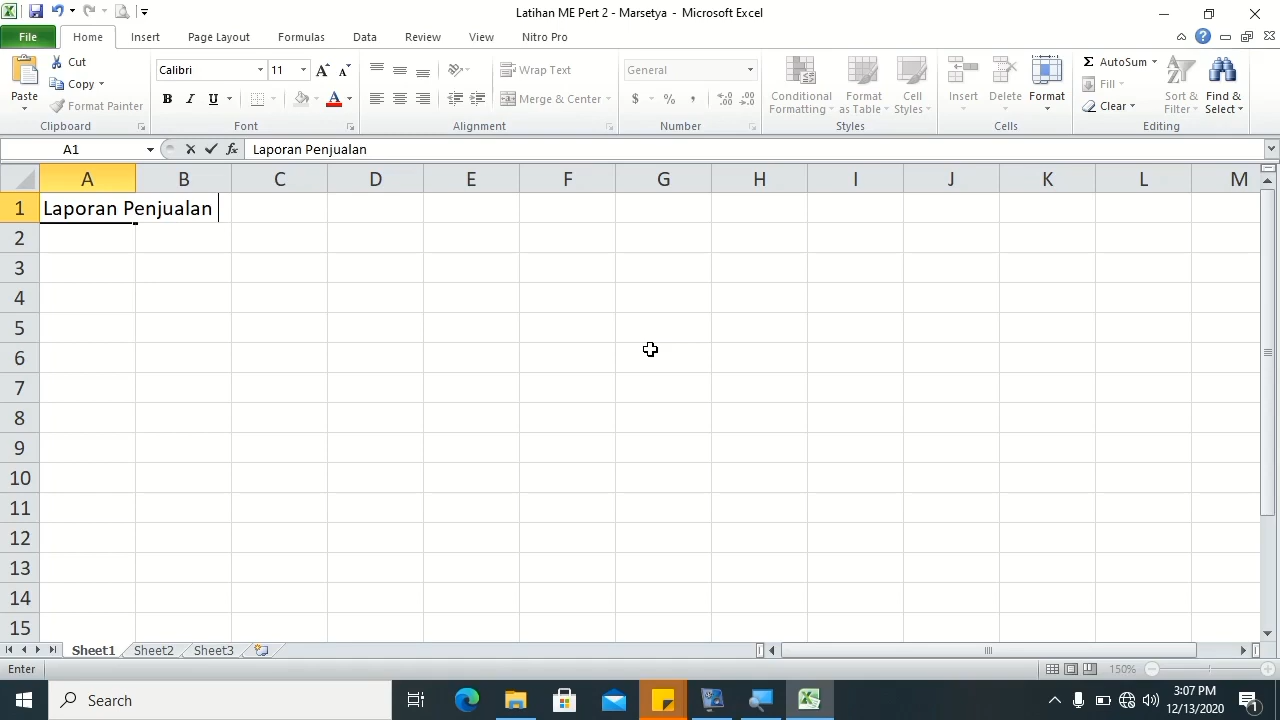 Latihan ME Pert 2 - Marsetya - Microsoft Excel
File Home Insert Page Layout Formulas Data Review View Nitro Pro
Paste Cut Copy Format Painter Clipboard
Calibri 11 B I U A Font
Wrap Text Merge & Center Alignment
General $ % , Number
Conditional Formatting Format as Table Cell Styles Styles
Insert Delete Format Cells
Σ AutoSum Fill Clear Sort & Filter Find & Select Editing
A1 fx Laporan Penjualan
A B C D E F G H I J K L M
1 Laporan Penjualan
2
3
4
5
6
7
8
9
10
11
12
13
14
15
Sheet1 Sheet2 Sheet3
Enter 150%
Search 3:07 PM
12/13/2020 1